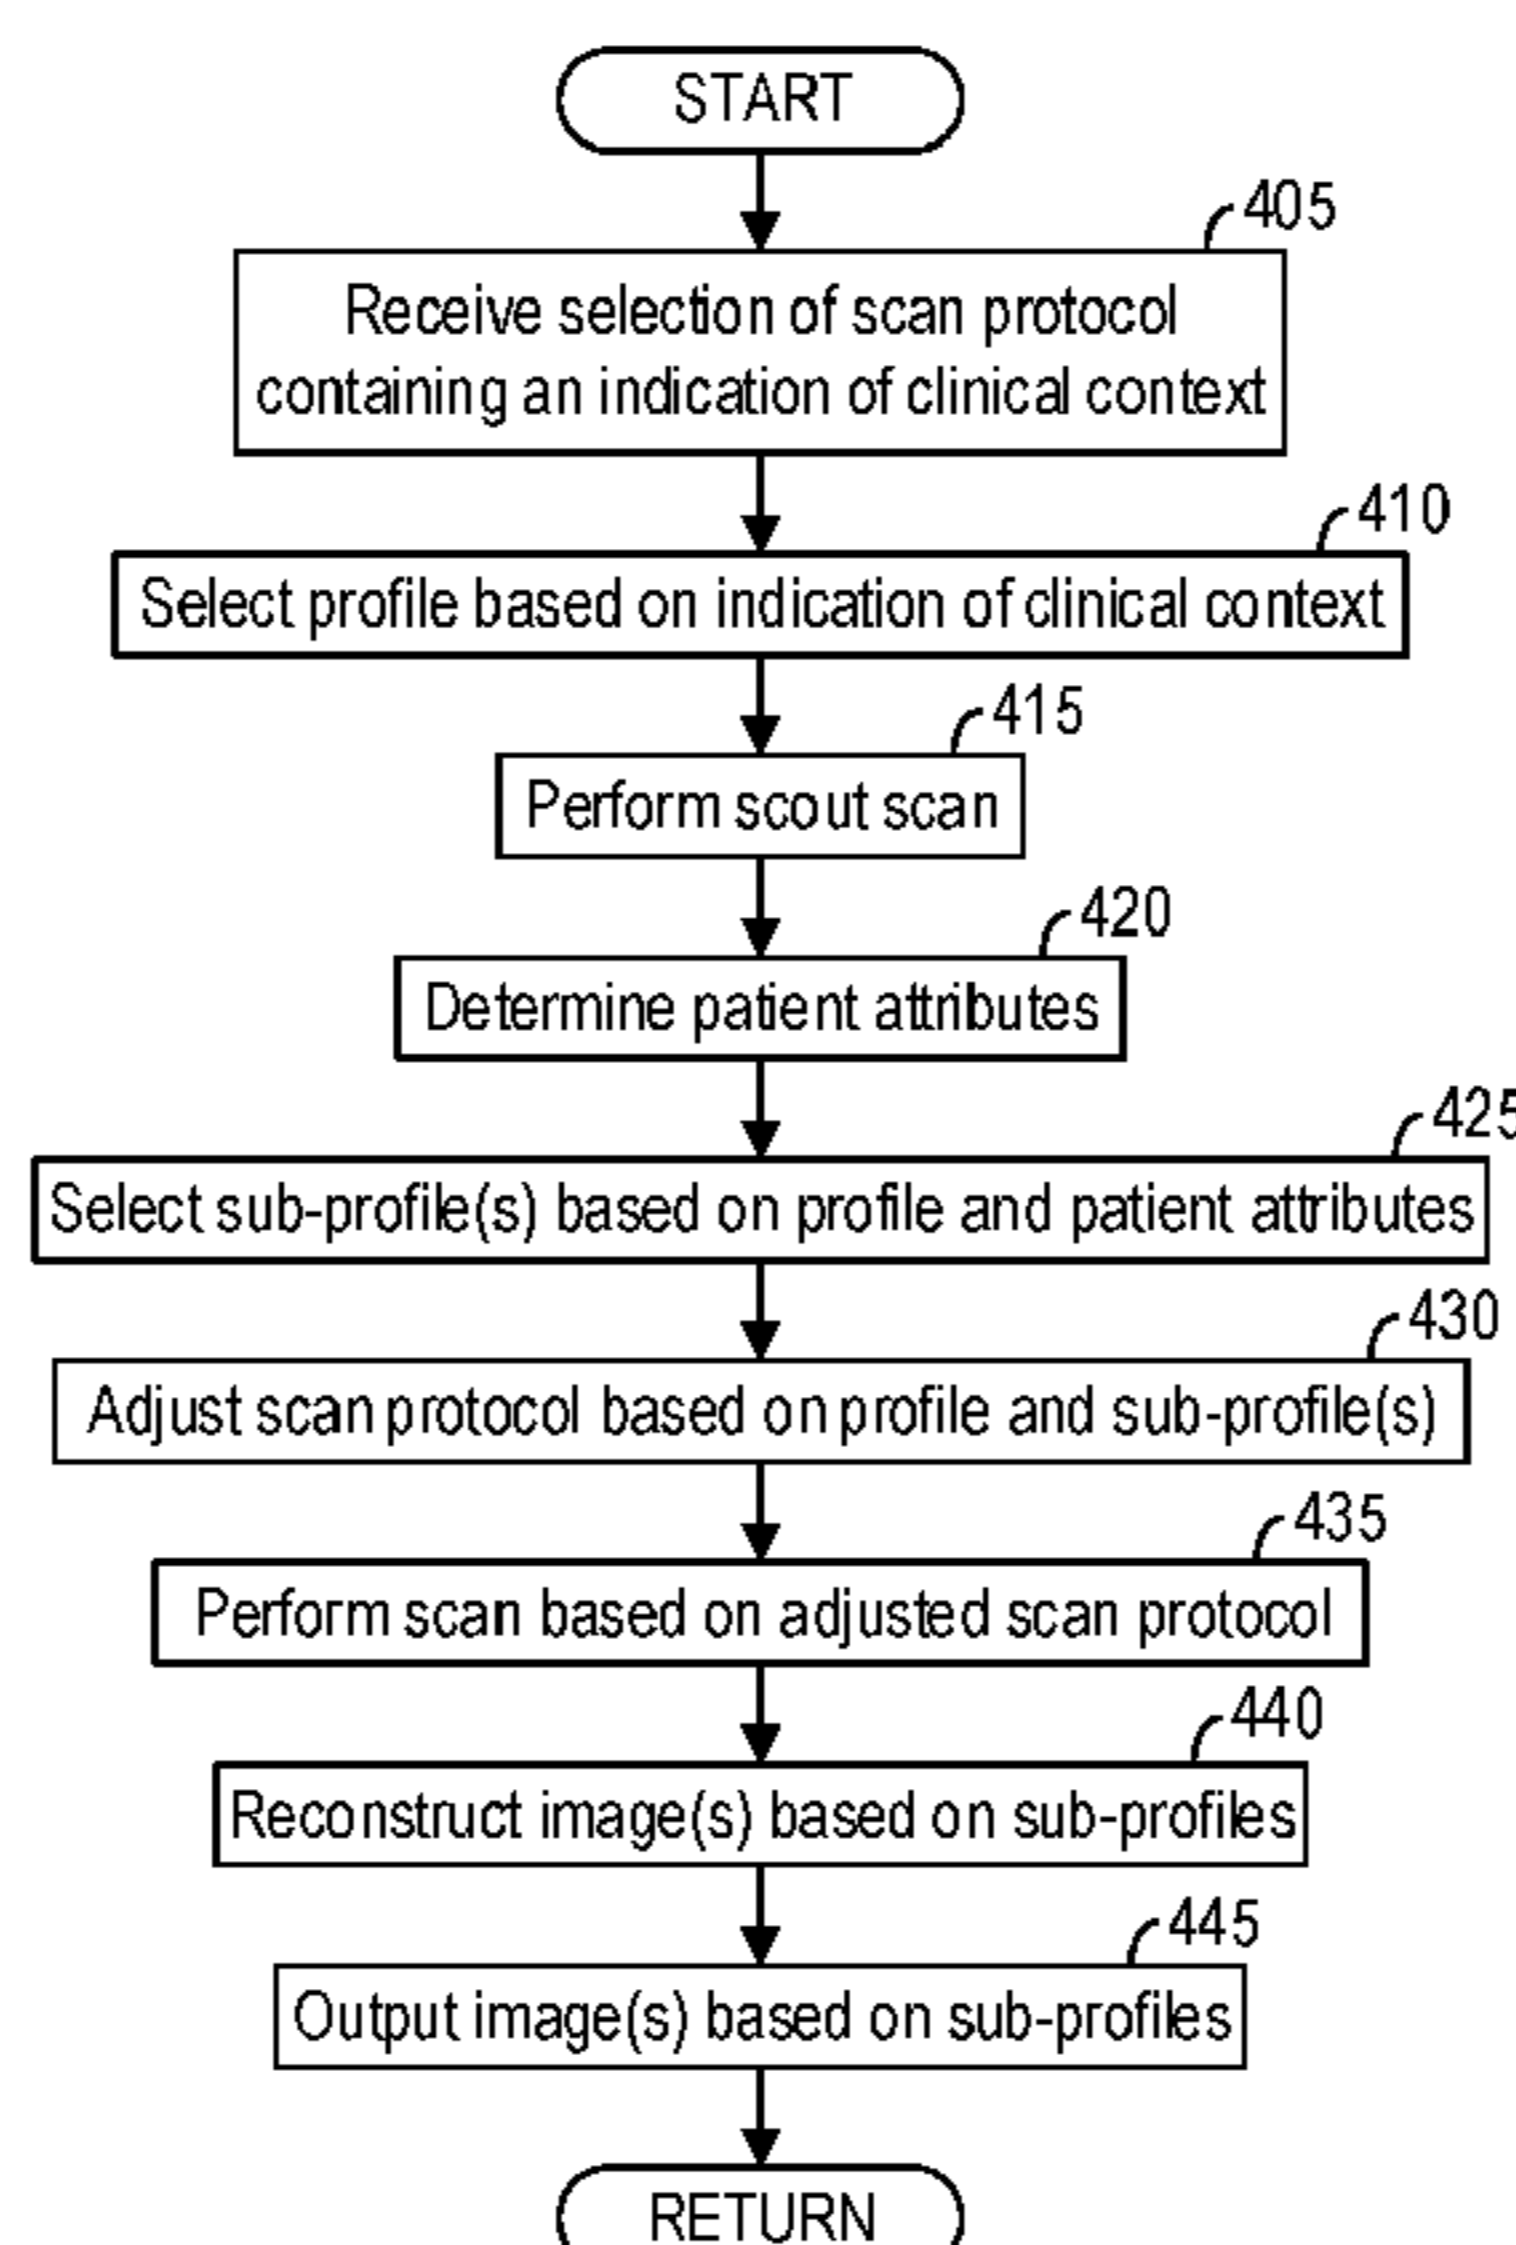 START
405
Receive selection of scan protocol
containing an indication of clinical context
410
Select profile based on indication of clinical context
415
Perform scout scan
420
Determine patient attributes
425
Select sub-profile(s) based on profile and patient attributes
430
Adjust scan protocol based on profile and sub-profile(s)
435
Perform scan based on adjusted scan protocol
440
Reconstruct image(s) based on sub-profiles
445
Output image(s) based on sub-profiles
RETURN